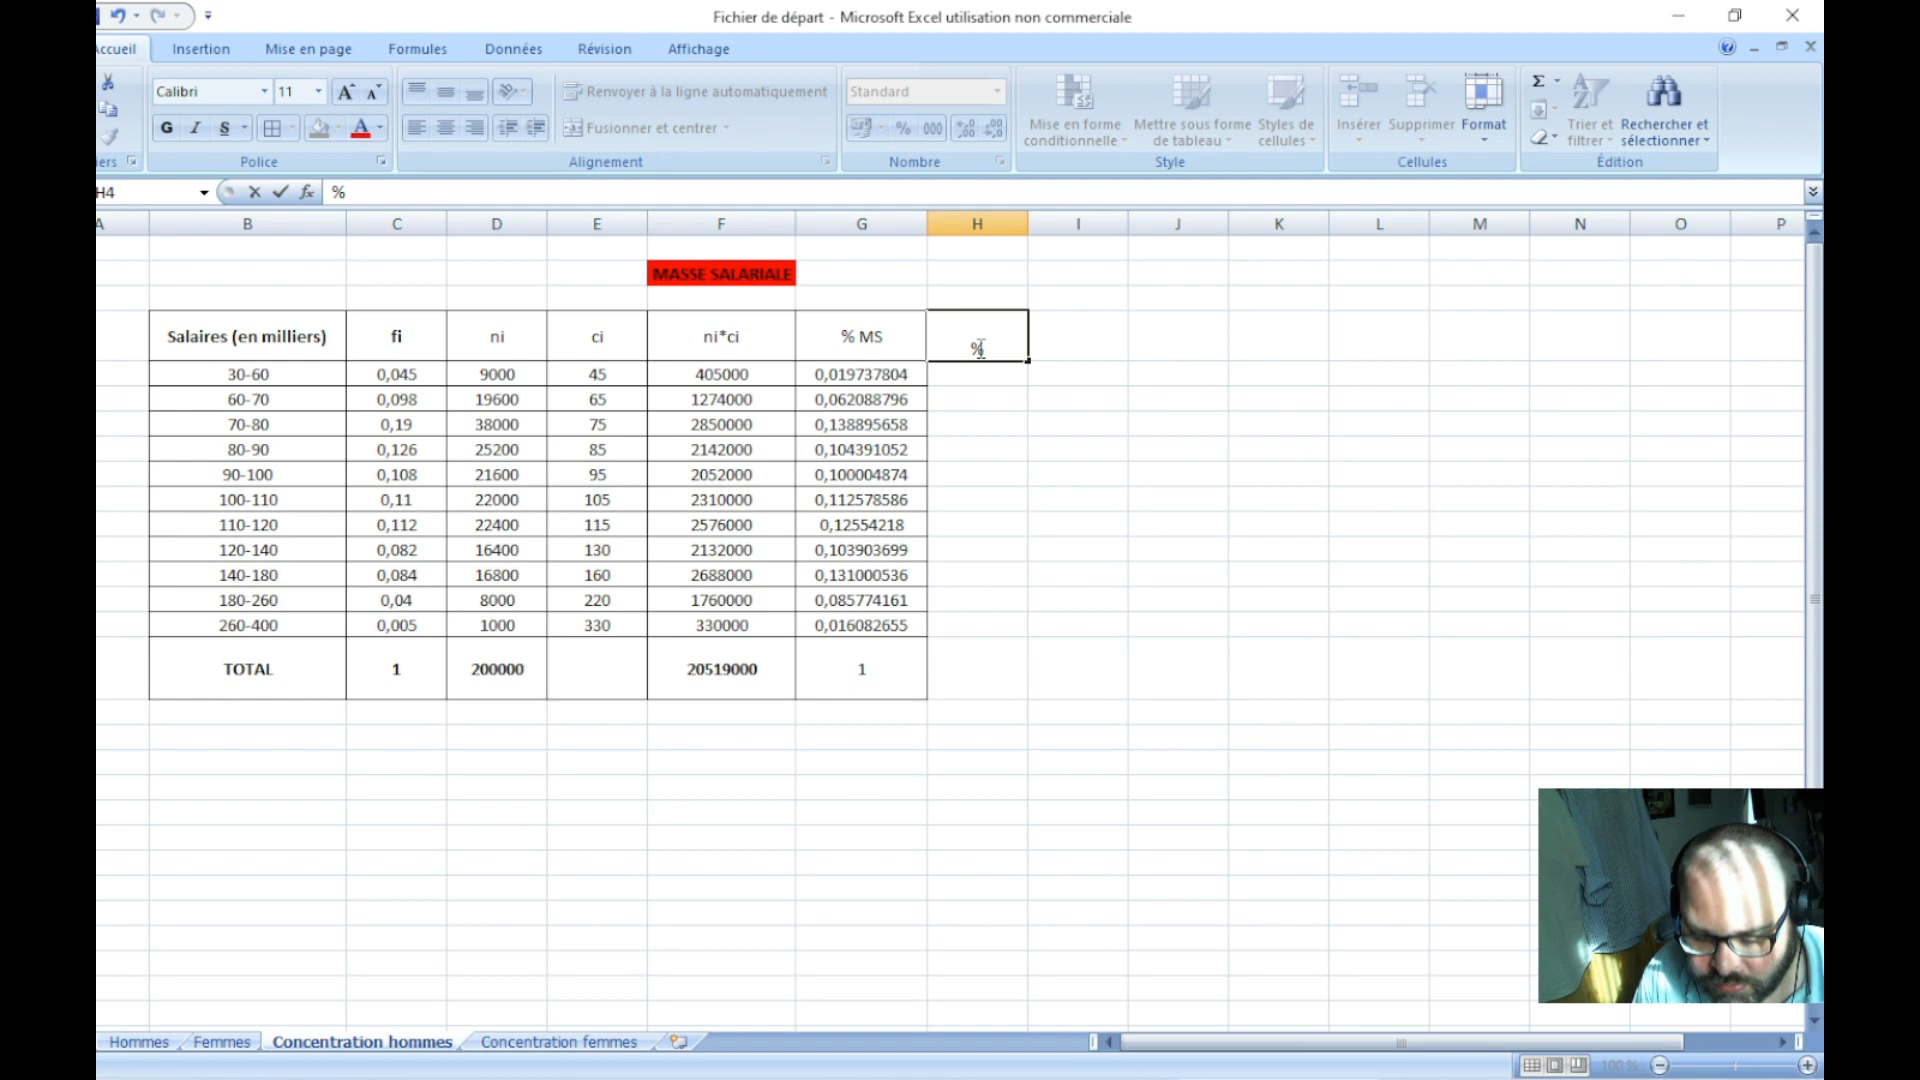 Fichier de départ - Microsoft Excel utilisation non commerciale
Accueil Insertion Mise en page Formules Données Révision Affichage
Calibri 11 Renvoyer à la ligne automatiquement Standard
G I S A Fusionner et centrer % 000
Mise en forme conditionnelle Mettre sous forme de tableau Styles de cellules Insérer Supprimer Format Trier et filtrer Rechercher et sélectionner
Police Alignement Nombre Style Cellules Édition
H4 fx %
A B C D E F G H I J K L M N O P
MASSE SALARIALE
Salaires (en milliers) fi ni ci ni*ci % MS %
30-60 0,045 9000 45 405000 0,019737804
60-70 0,098 19600 65 1274000 0,062088796
70-80 0,19 38000 75 2850000 0,138895658
80-90 0,126 25200 85 2142000 0,104391052
90-100 0,108 21600 95 2052000 0,100004874
100-110 0,11 22000 105 2310000 0,112578586
110-120 0,112 22400 115 2576000 0,12554218
120-140 0,082 16400 130 2132000 0,103903699
140-180 0,084 16800 160 2688000 0,131000536
180-260 0,04 8000 220 1760000 0,085774161
260-400 0,005 1000 330 330000 0,016082655
TOTAL 1 200000 20519000 1
Hommes Femmes Concentration hommes Concentration femmes
100 %